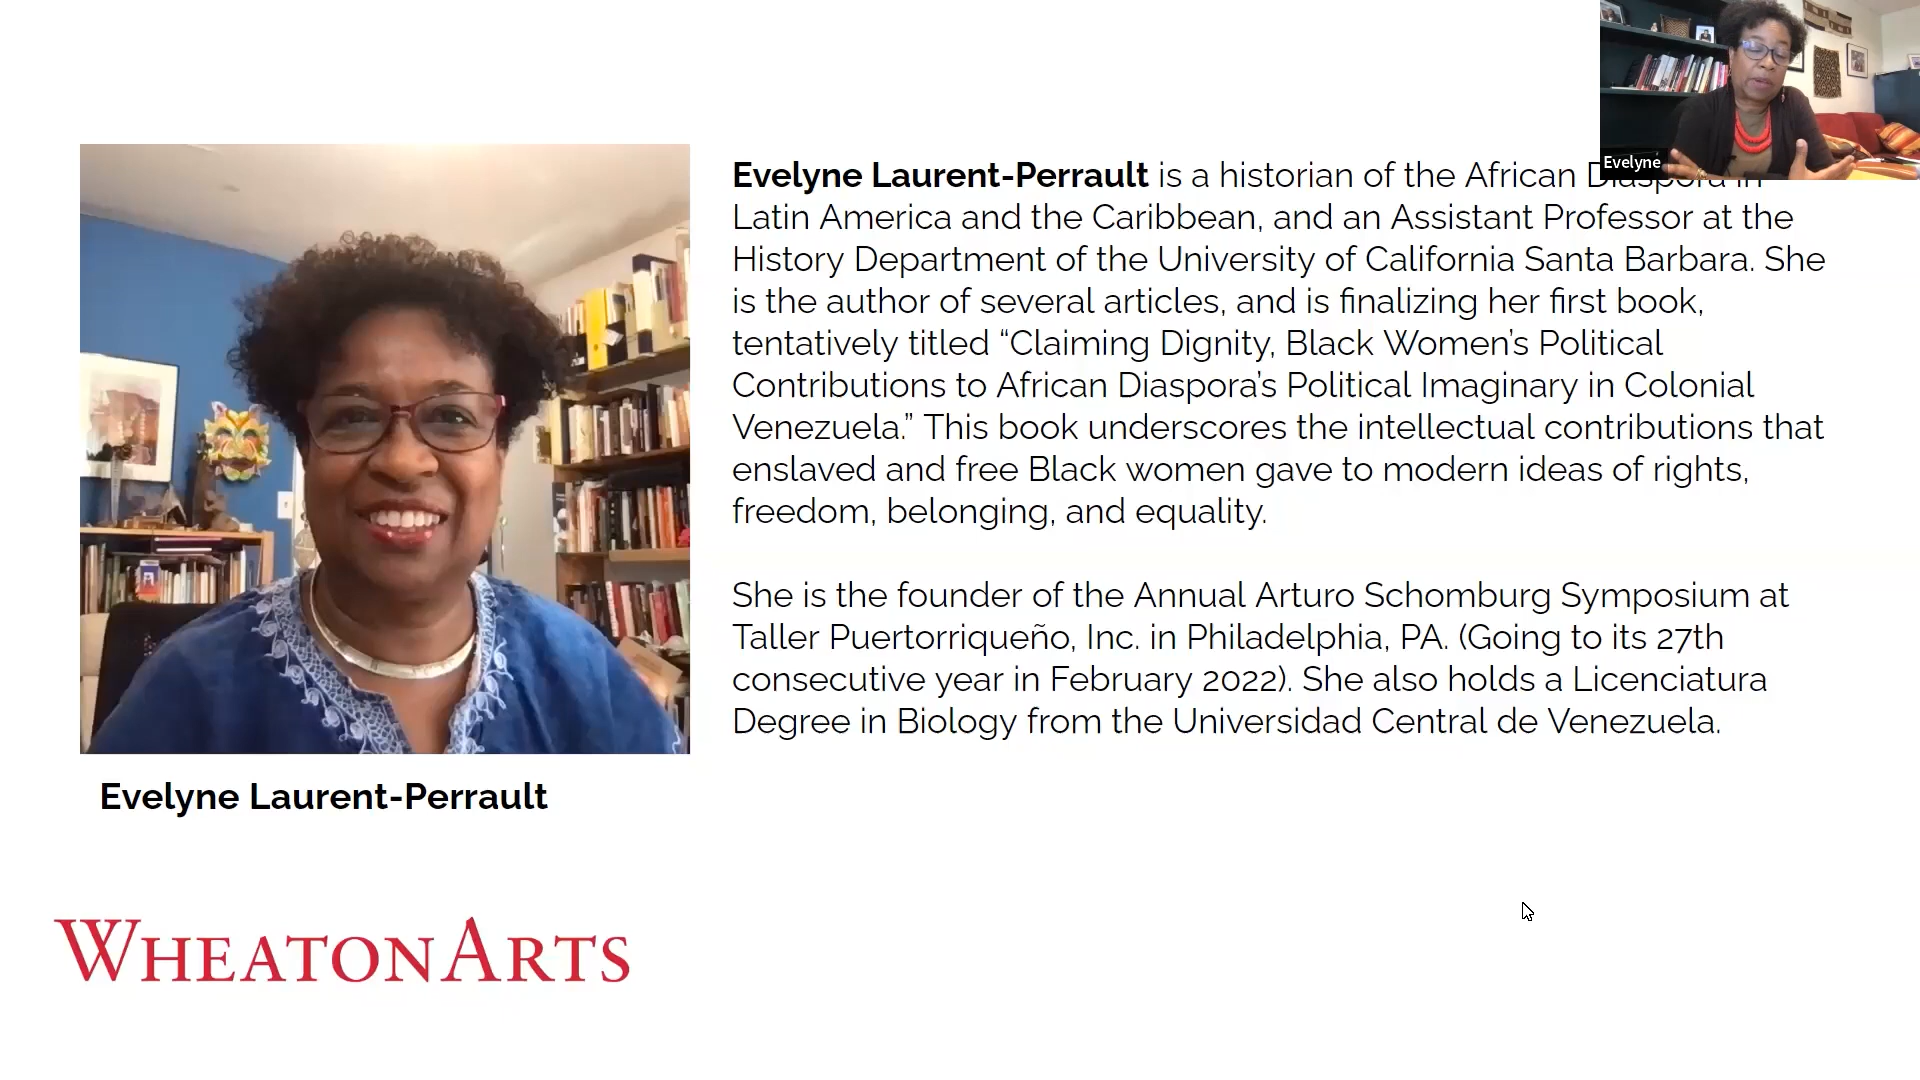 Evelyne
Evelyne Laurent-Perrault is a historian of the African Diaspora in
Latin America and the Caribbean, and an Assistant Professor at the
History Department of the University of California Santa Barbara. She
is the author of several articles, and is finalizing her first book,
tentatively titled “Claiming Dignity, Black Women’s Political
Contributions to African Diaspora’s Political Imaginary in Colonial
Venezuela.” This book underscores the intellectual contributions that
enslaved and free Black women gave to modern ideas of rights,
freedom, belonging, and equality.
She is the founder of the Annual Arturo Schomburg Symposium at
Taller Puertorriqueño, Inc. in Philadelphia, PA. (Going to its 27th
consecutive year in February 2022). She also holds a Licenciatura
Degree in Biology from the Universidad Central de Venezuela.
Evelyne Laurent-Perrault
WHEATONARTS